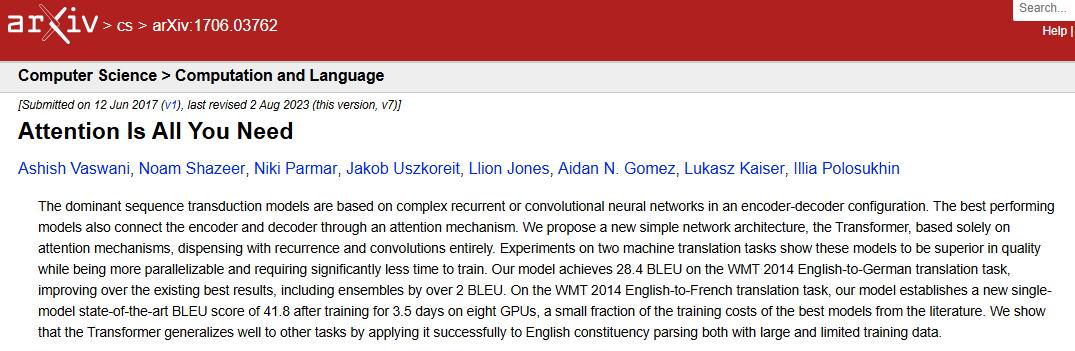 arXiv > cs > arXiv:1706.03762
Search...
Help |
Computer Science > Computation and Language
[Submitted on 12 Jun 2017 (v1), last revised 2 Aug 2023 (this version, v7)]
Attention Is All You Need
Ashish Vaswani, Noam Shazeer, Niki Parmar, Jakob Uszkoreit, Llion Jones, Aidan N. Gomez, Lukasz Kaiser, Illia Polosukhin
The dominant sequence transduction models are based on complex recurrent or convolutional neural networks in an encoder-decoder configuration. The best performing
models also connect the encoder and decoder through an attention mechanism. We propose a new simple network architecture, the Transformer, based solely on
attention mechanisms, dispensing with recurrence and convolutions entirely. Experiments on two machine translation tasks show these models to be superior in quality
while being more parallelizable and requiring significantly less time to train. Our model achieves 28.4 BLEU on the WMT 2014 English-to-German translation task,
improving over the existing best results, including ensembles by over 2 BLEU. On the WMT 2014 English-to-French translation task, our model establishes a new single-
model state-of-the-art BLEU score of 41.8 after training for 3.5 days on eight GPUs, a small fraction of the training costs of the best models from the literature. We show
that the Transformer generalizes well to other tasks by applying it successfully to English constituency parsing both with large and limited training data.